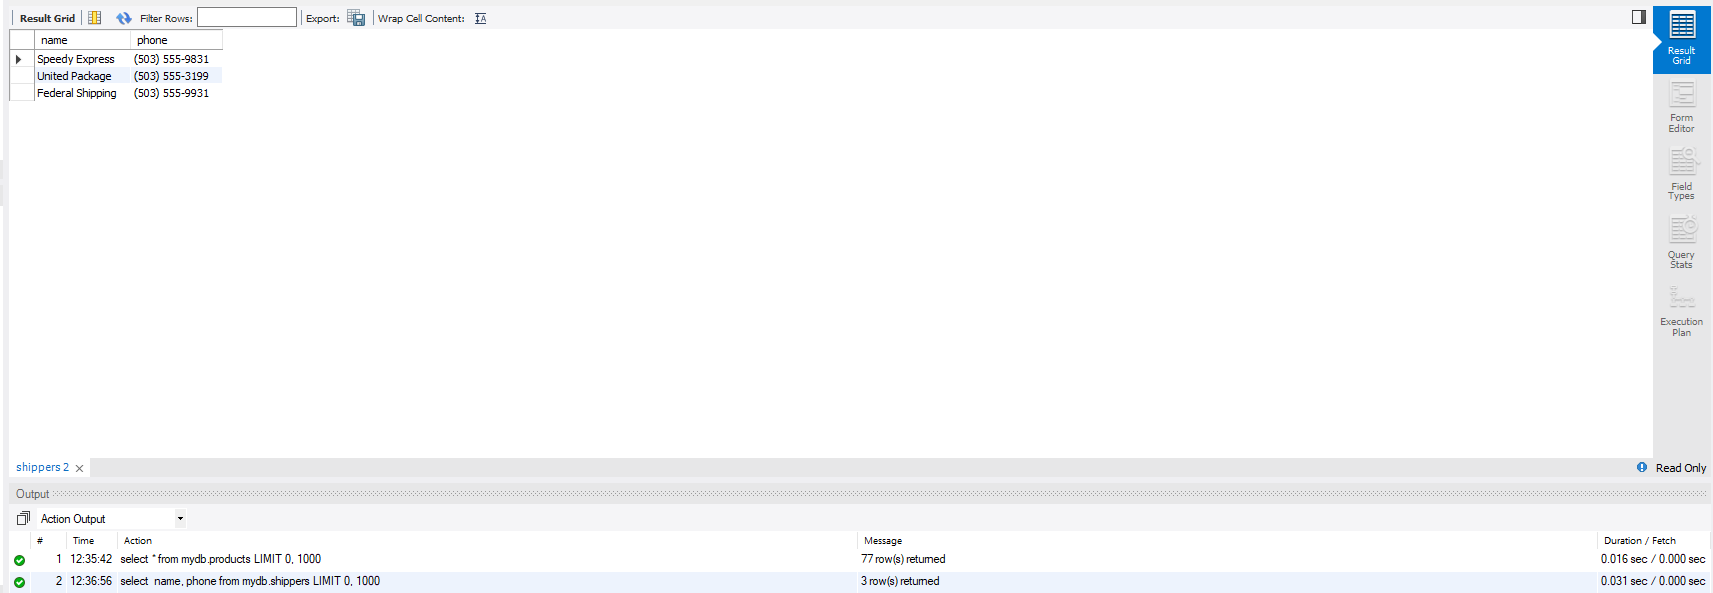 Result Grid Filter Rows: Export: Wrap Cell Content: IA
name phone
Speedy Express (503) 555-9831
United Package (503) 555-3199
Federal Shipping (503) 555-9931
Result
Grid
Form
Editor
Field
Types
Query
Stats
Execution
Plan
shippers 2 Read Only
Output
Action Output
# Time Action Message Duration / Fetch
1 12:35:42 select * from mydb.products LIMIT 0, 1000 77 row(s) returned 0.016 sec / 0.000 sec
2 12:36:56 select name, phone from mydb.shippers LIMIT 0, 1000 3 row(s) returned 0.031 sec / 0.000 sec